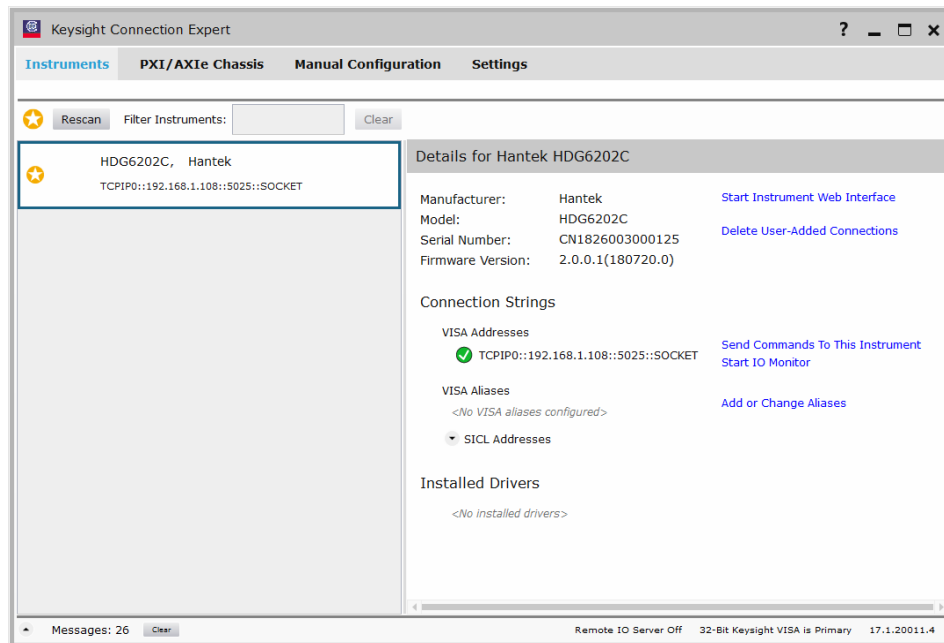 Keysight Connection Expert
?
Instruments PXI/AXIe Chassis Manual Configuration Settings
Rescan Filter Instruments: Clear
HDG6202C, Hantek
TCPIP0::192.168.1.108::5025::SOCKET
Details for Hantek HDG6202C
Manufacturer: Hantek Start Instrument Web Interface
Model: HDG6202C
Serial Number: CN1826003000125 Delete User-Added Connections
Firmware Version: 2.0.0.1(180720.0)
Connection Strings
VISA Addresses
TCPIP0::192.168.1.108::5025::SOCKET Send Commands To This Instrument
Start IO Monitor
VISA Aliases
<No VISA aliases configured> Add or Change Aliases
SICL Addresses
Installed Drivers
<No installed drivers>
Messages: 26 Clear Remote IO Server Off 32-Bit Keysight VISA is Primary 17.1.20011.4